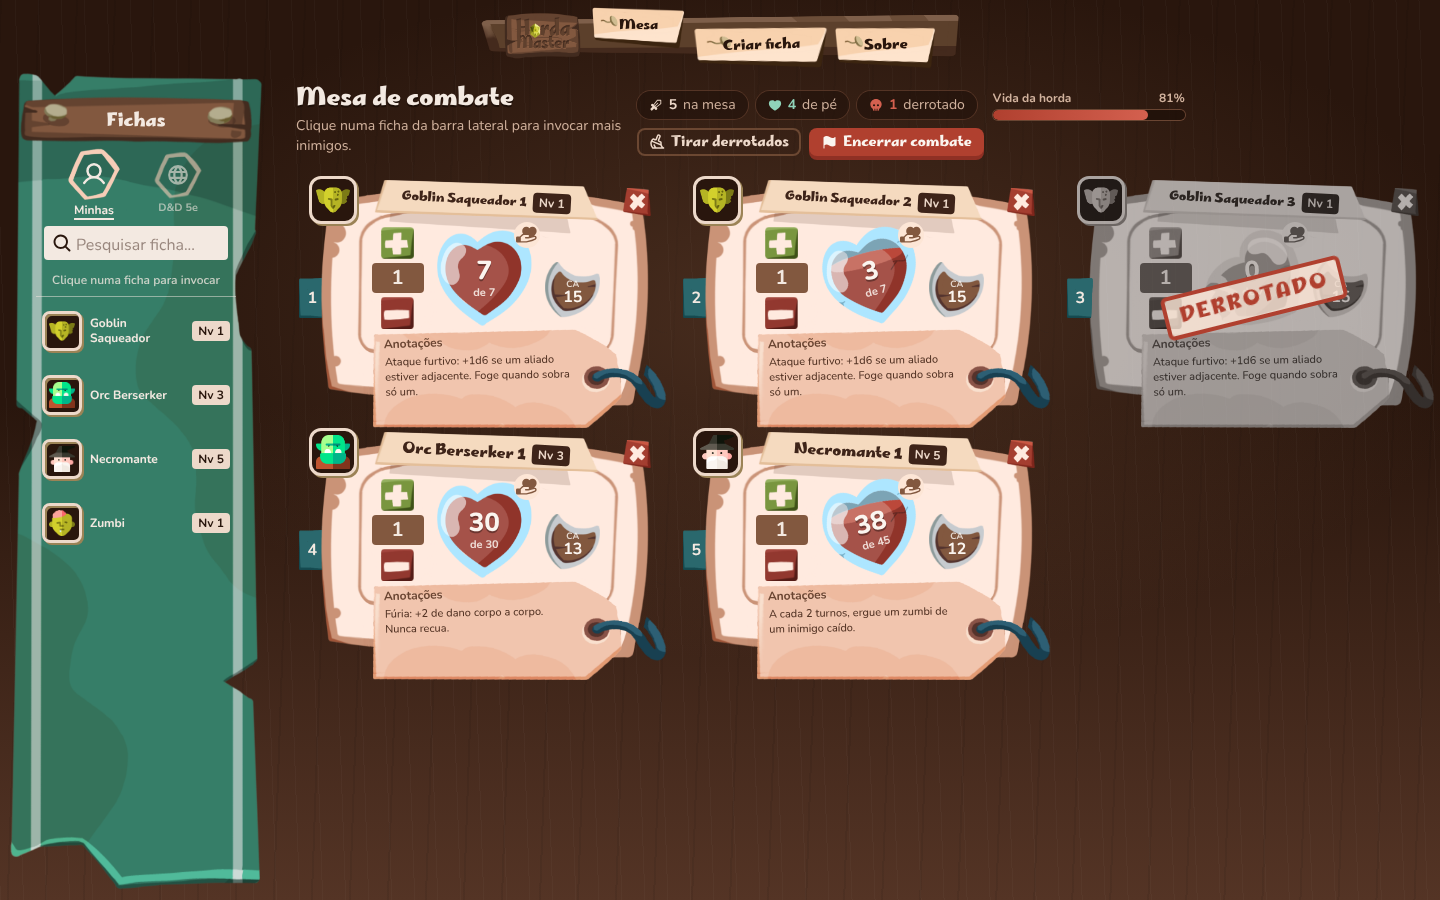 Horda
Master
Mesa
Criar ficha
Sobre
Fichas
Minhas
D&D 5e
Pesquisar ficha...
Clique numa ficha para invocar
Goblin
Saqueador
Nv 1
Orc Berserker
Nv 3
Necromante
Nv 5
Zumbi
Nv 1
Mesa de combate
Clique numa ficha da barra lateral para invocar mais
inimigos.
5 na mesa
4 de pé
1 derrotado
Tirar derrotados
Encerrar combate
Vida da horda
81%
Goblin Saqueador 1
Nv 1
1
1
7
de 7
CA
15
Anotações
Ataque furtivo: +1d6 se um aliado
estiver adjacente. Foge quando sobra
só um.
Goblin Saqueador 2
Nv 1
2
1
3
de 7
CA
15
Anotações
Ataque furtivo: +1d6 se um aliado
estiver adjacente. Foge quando sobra
só um.
Goblin Saqueador 3
Nv 1
3
1
0
15
DERROTADO
Anotações
Ataque furtivo: +1d6 se um aliado
estiver adjacente. Foge quando sobra
só um.
Orc Berserker 1
Nv 3
4
1
30
de 30
CA
13
Anotações
Fúria: +2 de dano corpo a corpo.
Nunca recua.
Necromante 1
Nv 5
5
1
38
de 45
CA
12
Anotações
A cada 2 turnos, ergue um zumbi de
um inimigo caído.